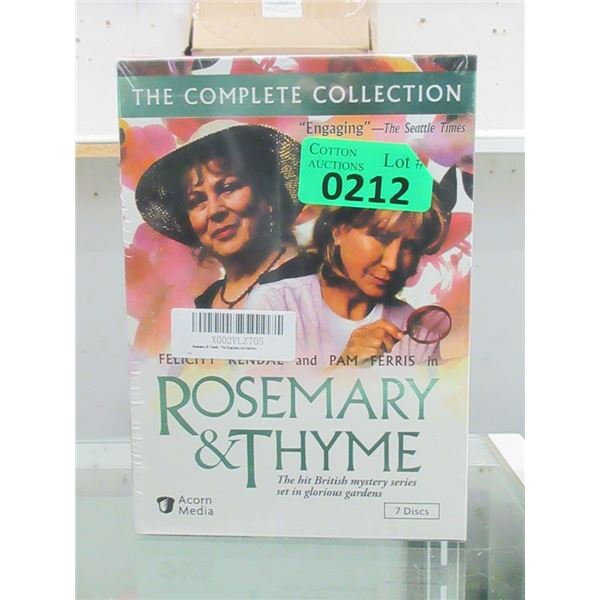 THE COMPLETE COLLECTION
"Engaging"—The Seattle Times
COTTON
AUCTIONS
Lot #
0212
X002VLZ705
FELICITY KENDAL and PAM FERRIS in
ROSEMARY
& THYME
The hit British mystery series
set in glorious gardens
Acorn
Media
7 Discs